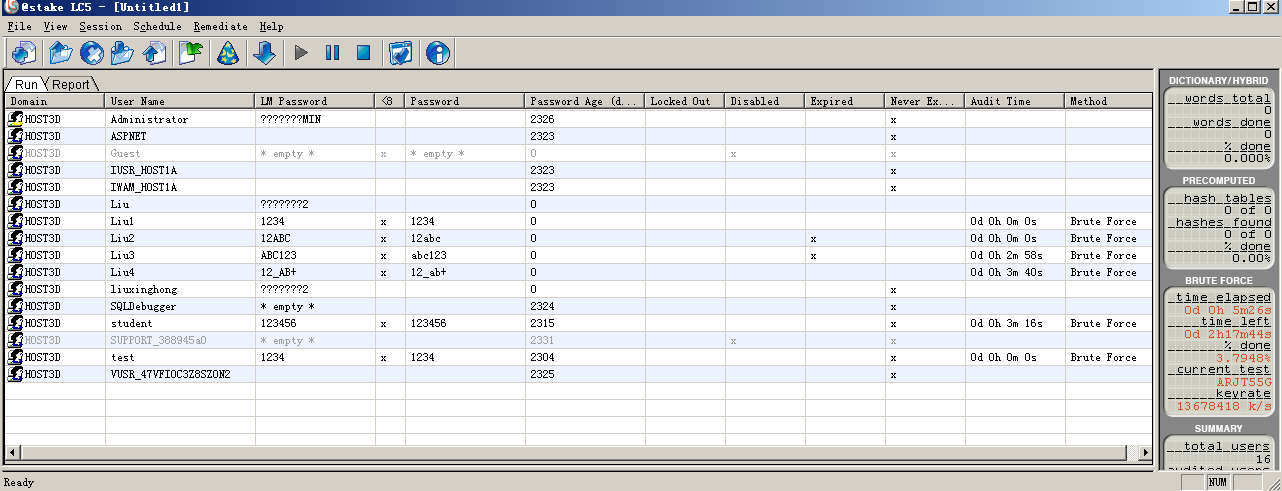 @stake LC5 - [Untitled1]
File View Session Schedule Remediate Help
Run Report
Domain User Name LM Password <8 Password Password Age (d... Locked Out Disabled Expired Never Ex... Audit Time Method
HOST3D Administrator ???????MIN 2326 x
HOST3D ASPNET 2323 x
HOST3D Guest * empty * x * empty * 0 x x
HOST3D IUSR_HOST1A 2323 x
HOST3D IWAM_HOST1A 2323 x
HOST3D Liu ???????2 0
HOST3D Liu1 1234 x 1234 0 0d 0h 0m 0s Brute Force
HOST3D Liu2 12ABC x 12abc 0 x 0d 0h 0m 0s Brute Force
HOST3D Liu3 ABC123 x abc123 0 x 0d 0h 2m 58s Brute Force
HOST3D Liu4 12_AB+ x 12_ab+ 0 0d 0h 3m 40s Brute Force
HOST3D liuxinghong ???????2 0 x
HOST3D SQLDebugger * empty * 2324 x
HOST3D student 123456 x 123456 2315 x 0d 0h 3m 16s Brute Force
HOST3D SUPPORT_388945a0 * empty * 2331 x x
HOST3D test 1234 x 1234 2304 x 0d 0h 0m 0s Brute Force
HOST3D VUSR_47VFIOC3Z8SZON2 2325 x
DICTIONARY/HYBRID
words total
0
words done
0
% done
0.000%
PRECOMPUTED
hash tables
0 of 0
hashes found
0 of 0
% done
0.00%
BRUTE FORCE
time elapsed
0d 0h 5m26s
time left
0d 2h17m44s
% done
3.7948%
current test
ARJT55G
keyrate
13678418 k/s
SUMMARY
total users
16
audited users
Ready NUM